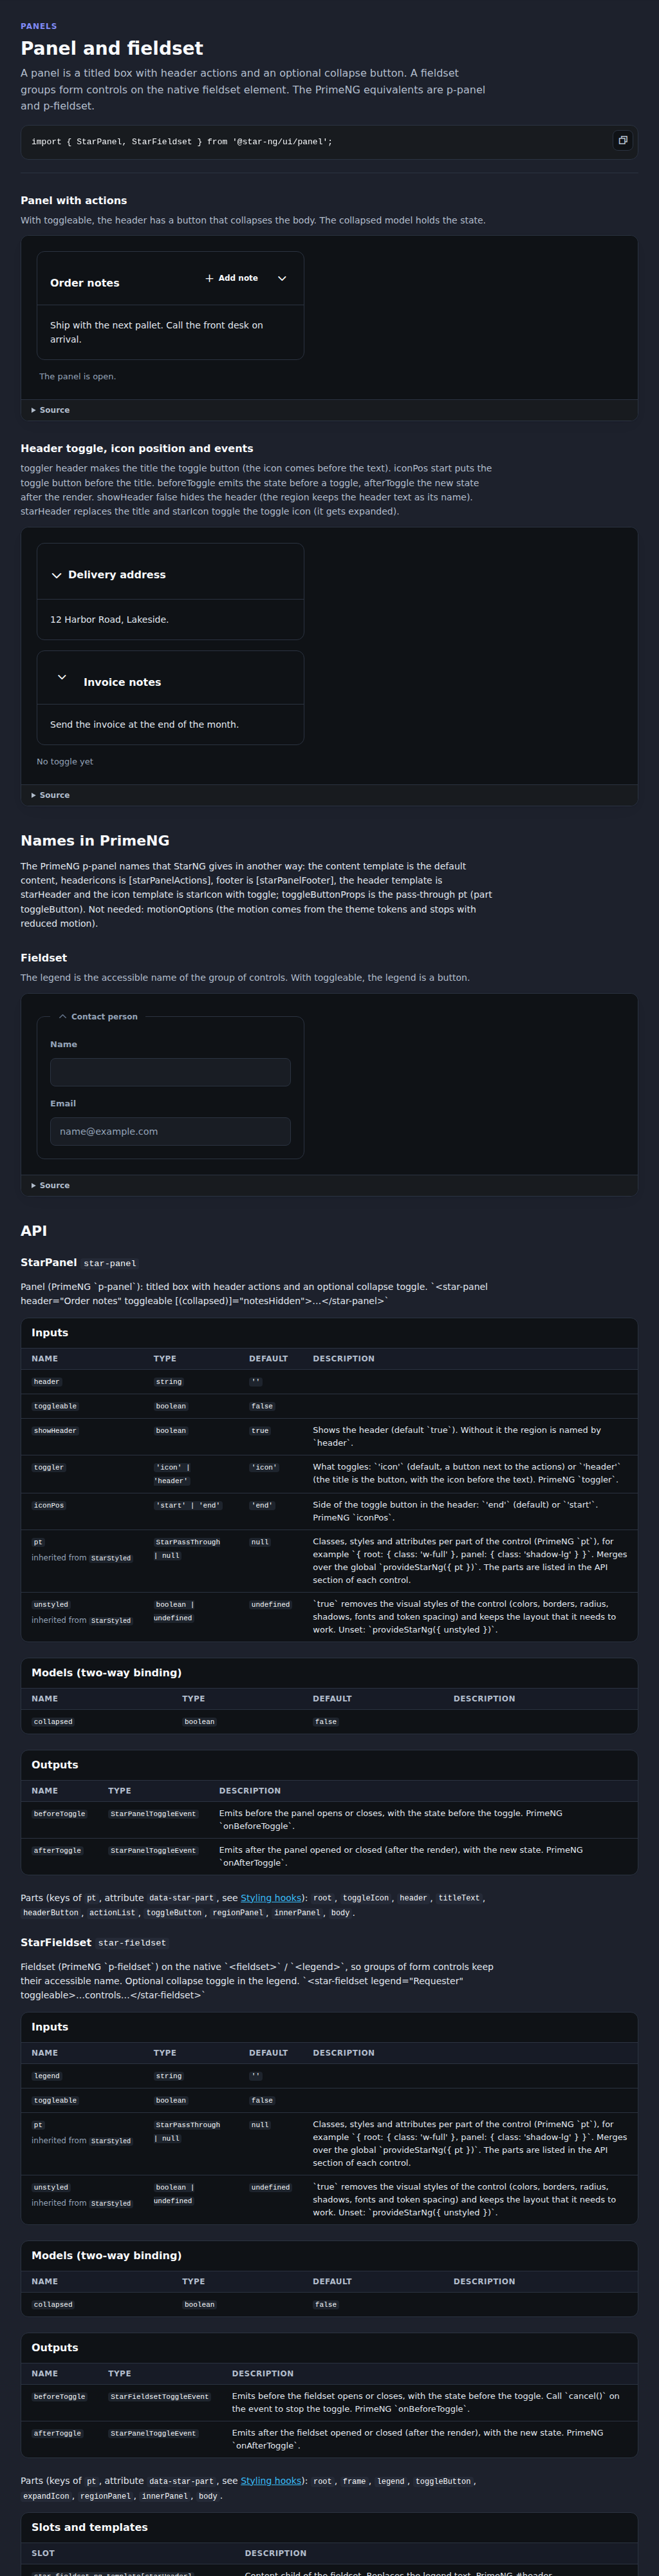 PANELS
Panel and fieldset
A panel is a titled box with header actions and an optional collapse button. A fieldset
groups form controls on the native fieldset element. The PrimeNG equivalents are p-panel
and p-fieldset.
import { StarPanel, StarFieldset } from '@star-ng/ui/panel';
Panel with actions
With toggleable, the header has a button that collapses the body. The collapsed model holds the state.
Order notes
Add note
Ship with the next pallet. Call the front desk on
arrival.
The panel is open.
Source
Header toggle, icon position and events
toggler header makes the title the toggle button (the icon comes before the text). iconPos start puts the
toggle button before the title. beforeToggle emits the state before a toggle, afterToggle the new state
after the render. showHeader false hides the header (the region keeps the header text as its name).
starHeader replaces the title and starIcon toggle the toggle icon (it gets expanded).
Delivery address
12 Harbor Road, Lakeside.
Invoice notes
Send the invoice at the end of the month.
No toggle yet
Source
Names in PrimeNG
The PrimeNG p-panel names that StarNG gives in another way: the content template is the default
content, headericons is [starPanelActions], footer is [starPanelFooter], the header template is
starHeader and the icon template is starIcon with toggle; toggleButtonProps is the pass-through pt (part
toggleButton). Not needed: motionOptions (the motion comes from the theme tokens and stops with
reduced motion).
Fieldset
The legend is the accessible name of the group of controls. With toggleable, the legend is a button.
Contact person
Name
Email
name@example.com
Source
API
StarPanel star-panel
Panel (PrimeNG `p-panel`): titled box with header actions and an optional collapse toggle. `<star-panel
header="Order notes" toggleable [(collapsed)]="notesHidden">…</star-panel>`
Inputs
NAME TYPE DEFAULT DESCRIPTION
header string ''
toggleable boolean false
showHeader boolean true Shows the header (default `true`). Without it the region is named by
`header`.
toggler 'icon' | 'icon' What toggles: `'icon'` (default, a button next to the actions) or `'header'`
'header' (the title is the button, with the icon before the text). PrimeNG `toggler`.
iconPos 'start' | 'end' 'end' Side of the toggle button in the header: `'end'` (default) or `'start'`.
PrimeNG `iconPos`.
pt StarPassThrough null Classes, styles and attributes per part of the control (PrimeNG `pt`), for
inherited from StarStyled | null example `{ root: { class: 'w-full' }, panel: { class: 'shadow-lg' } }`. Merges
over the global `provideStarNg({ pt })`. The parts are listed in the API
section of each control.
unstyled boolean | undefined `true` removes the visual styles of the control (colors, borders, radius,
inherited from StarStyled undefined shadows, fonts and token spacing) and keeps the layout that it needs to
work. Unset: `provideStarNg({ unstyled })`.
Models (two-way binding)
NAME TYPE DEFAULT DESCRIPTION
collapsed boolean false
Outputs
NAME TYPE DESCRIPTION
beforeToggle StarPanelToggleEvent Emits before the panel opens or closes, with the state before the toggle. PrimeNG
`onBeforeToggle`.
afterToggle StarPanelToggleEvent Emits after the panel opened or closed (after the render), with the new state. PrimeNG
`onAfterToggle`.
Parts (keys of pt, attribute data-star-part, see Styling hooks): root, toggleIcon, header, titleText,
headerButton, actionList, toggleButton, regionPanel, innerPanel, body.
StarFieldset star-fieldset
Fieldset (PrimeNG `p-fieldset`) on the native `<fieldset>` / `<legend>`, so groups of form controls keep
their accessible name. Optional collapse toggle in the legend. `<star-fieldset legend="Requester"
toggleable>…controls…</star-fieldset>`
Inputs
NAME TYPE DEFAULT DESCRIPTION
legend string ''
toggleable boolean false
pt StarPassThrough null Classes, styles and attributes per part of the control (PrimeNG `pt`), for
inherited from StarStyled | null example `{ root: { class: 'w-full' }, panel: { class: 'shadow-lg' } }`. Merges
over the global `provideStarNg({ pt })`. The parts are listed in the API
section of each control.
unstyled boolean | undefined `true` removes the visual styles of the control (colors, borders, radius,
inherited from StarStyled undefined shadows, fonts and token spacing) and keeps the layout that it needs to
work. Unset: `provideStarNg({ unstyled })`.
Models (two-way binding)
NAME TYPE DEFAULT DESCRIPTION
collapsed boolean false
Outputs
NAME TYPE DESCRIPTION
beforeToggle StarFieldsetToggleEvent Emits before the fieldset opens or closes, with the state before the toggle. Call `cancel()` on
the event to stop the toggle. PrimeNG `onBeforeToggle`.
afterToggle StarPanelToggleEvent Emits after the fieldset opened or closed (after the render), with the new state. PrimeNG
`onAfterToggle`.
Parts (keys of pt, attribute data-star-part, see Styling hooks): root, frame, legend, toggleButton,
expandIcon, regionPanel, innerPanel, body.
Slots and templates
SLOT DESCRIPTION